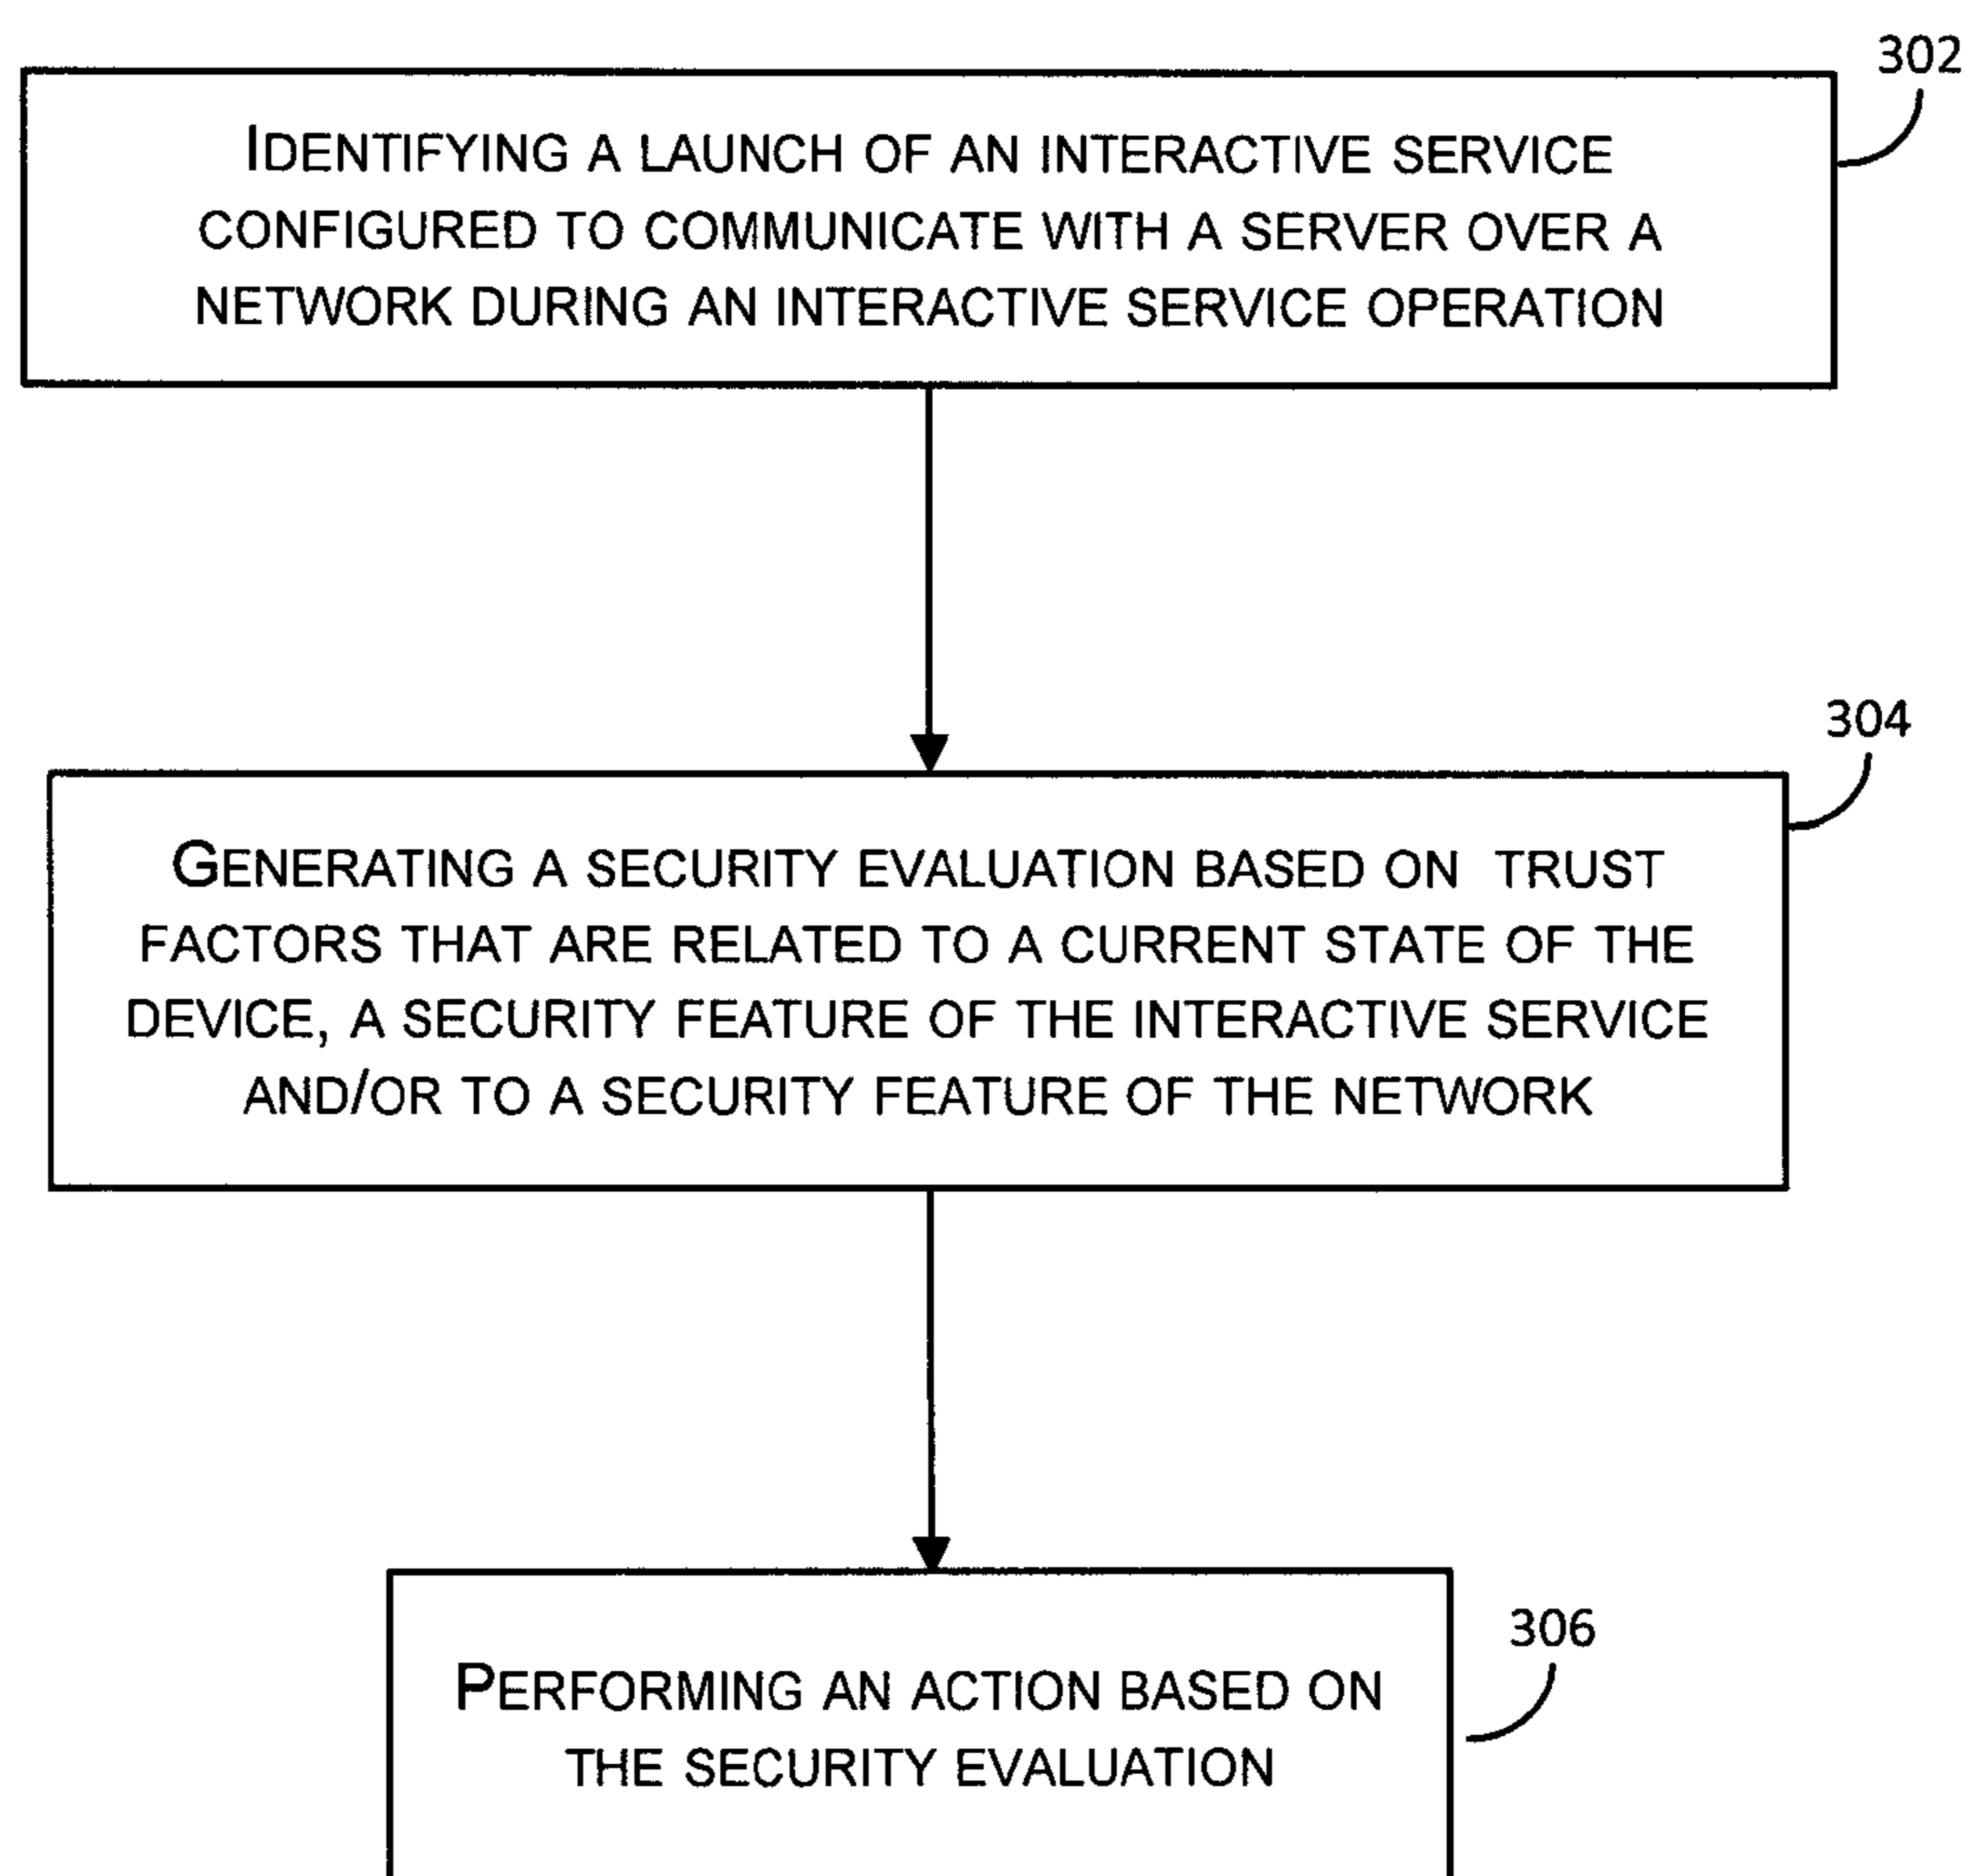 302
IDENTIFYING A LAUNCH OF AN INTERACTIVE SERVICE
CONFIGURED TO COMMUNICATE WITH A SERVER OVER A
NETWORK DURING AN INTERACTIVE SERVICE OPERATION
304
GENERATING A SECURITY EVALUATION BASED ON TRUST
FACTORS THAT ARE RELATED TO A CURRENT STATE OF THE
DEVICE, A SECURITY FEATURE OF THE INTERACTIVE SERVICE
AND/OR TO A SECURITY FEATURE OF THE NETWORK
306
PERFORMING AN ACTION BASED ON
THE SECURITY EVALUATION